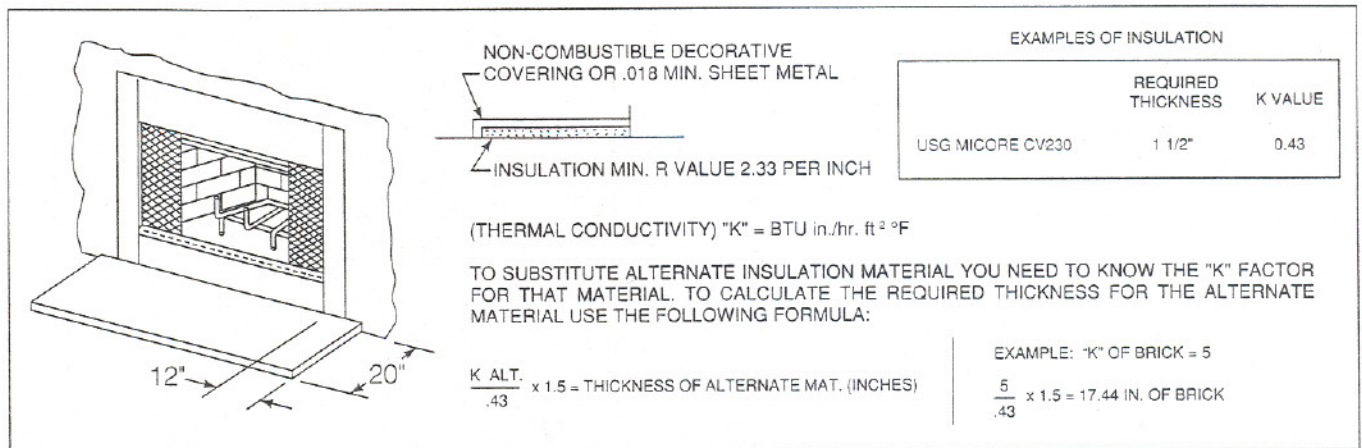 NON-COMBUSTIBLE DECORATIVE
COVERING OR .018 MIN. SHEET METAL
INSULATION MIN. R VALUE 2.33 PER INCH
EXAMPLES OF INSULATION
REQUIRED
THICKNESS K VALUE
USG MICORE CV230 1 1/2" 0.43
(THERMAL CONDUCTIVITY) "K" = BTU in./hr. ft ² °F
TO SUBSTITUTE ALTERNATE INSULATION MATERIAL YOU NEED TO KNOW THE "K" FACTOR
FOR THAT MATERIAL. TO CALCULATE THE REQUIRED THICKNESS FOR THE ALTERNATE
MATERIAL USE THE FOLLOWING FORMULA:
12"
20"
K ALT.
.43
x 1.5 = THICKNESS OF ALTERNATE MAT. (INCHES)
EXAMPLE: "K" OF BRICK = 5
5
.43
x 1.5 = 17.44 IN. OF BRICK